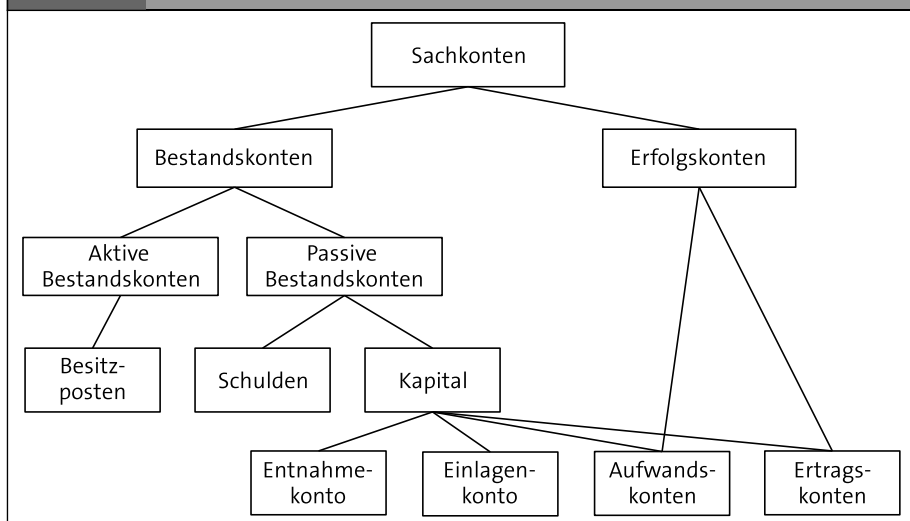 Sachkonten
Bestandskonten
Erfolgskonten
Aktive
Bestandskonten
Passive
Bestandskonten
Besitz-
posten
Schulden
Kapital
Entnahme-
konto
Einlagen-
konto
Aufwands-
konten
Ertrags-
konten